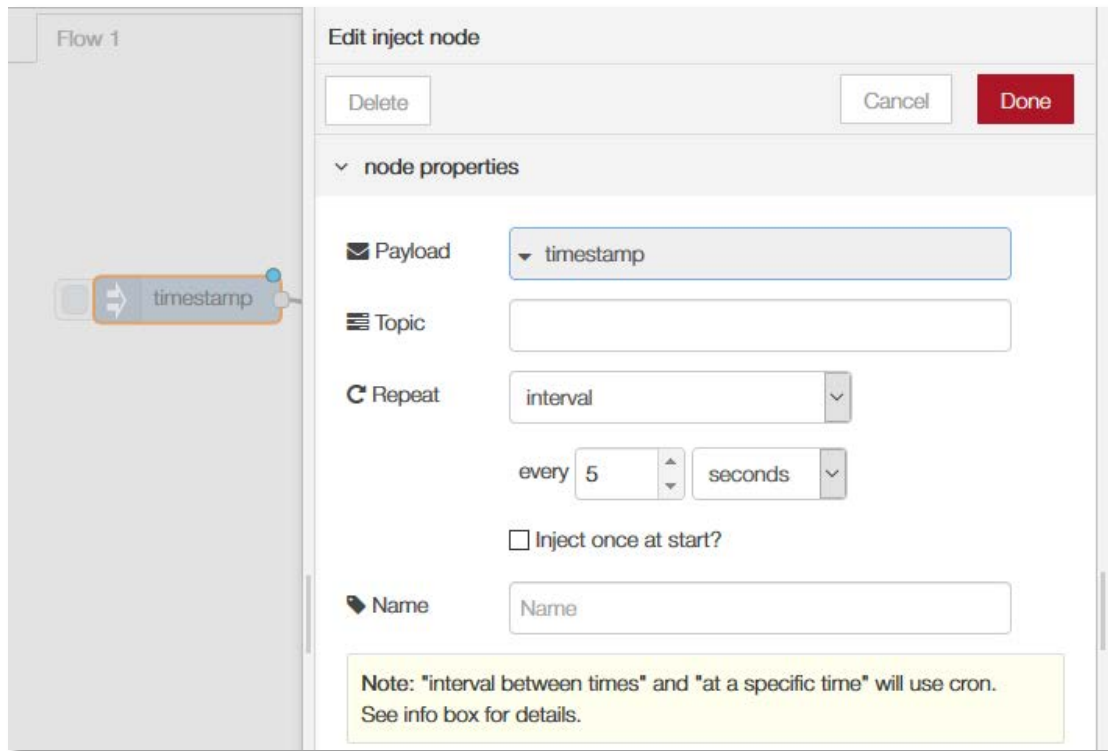 Flow 1
Edit inject node
Delete
Cancel
Done
node properties
timestamp
Payload
timestamp
Topic
Repeat
interval
every 5 seconds
Inject once at start?
Name
Name
Note: "interval between times" and "at a specific time" will use cron.
See info box for details.